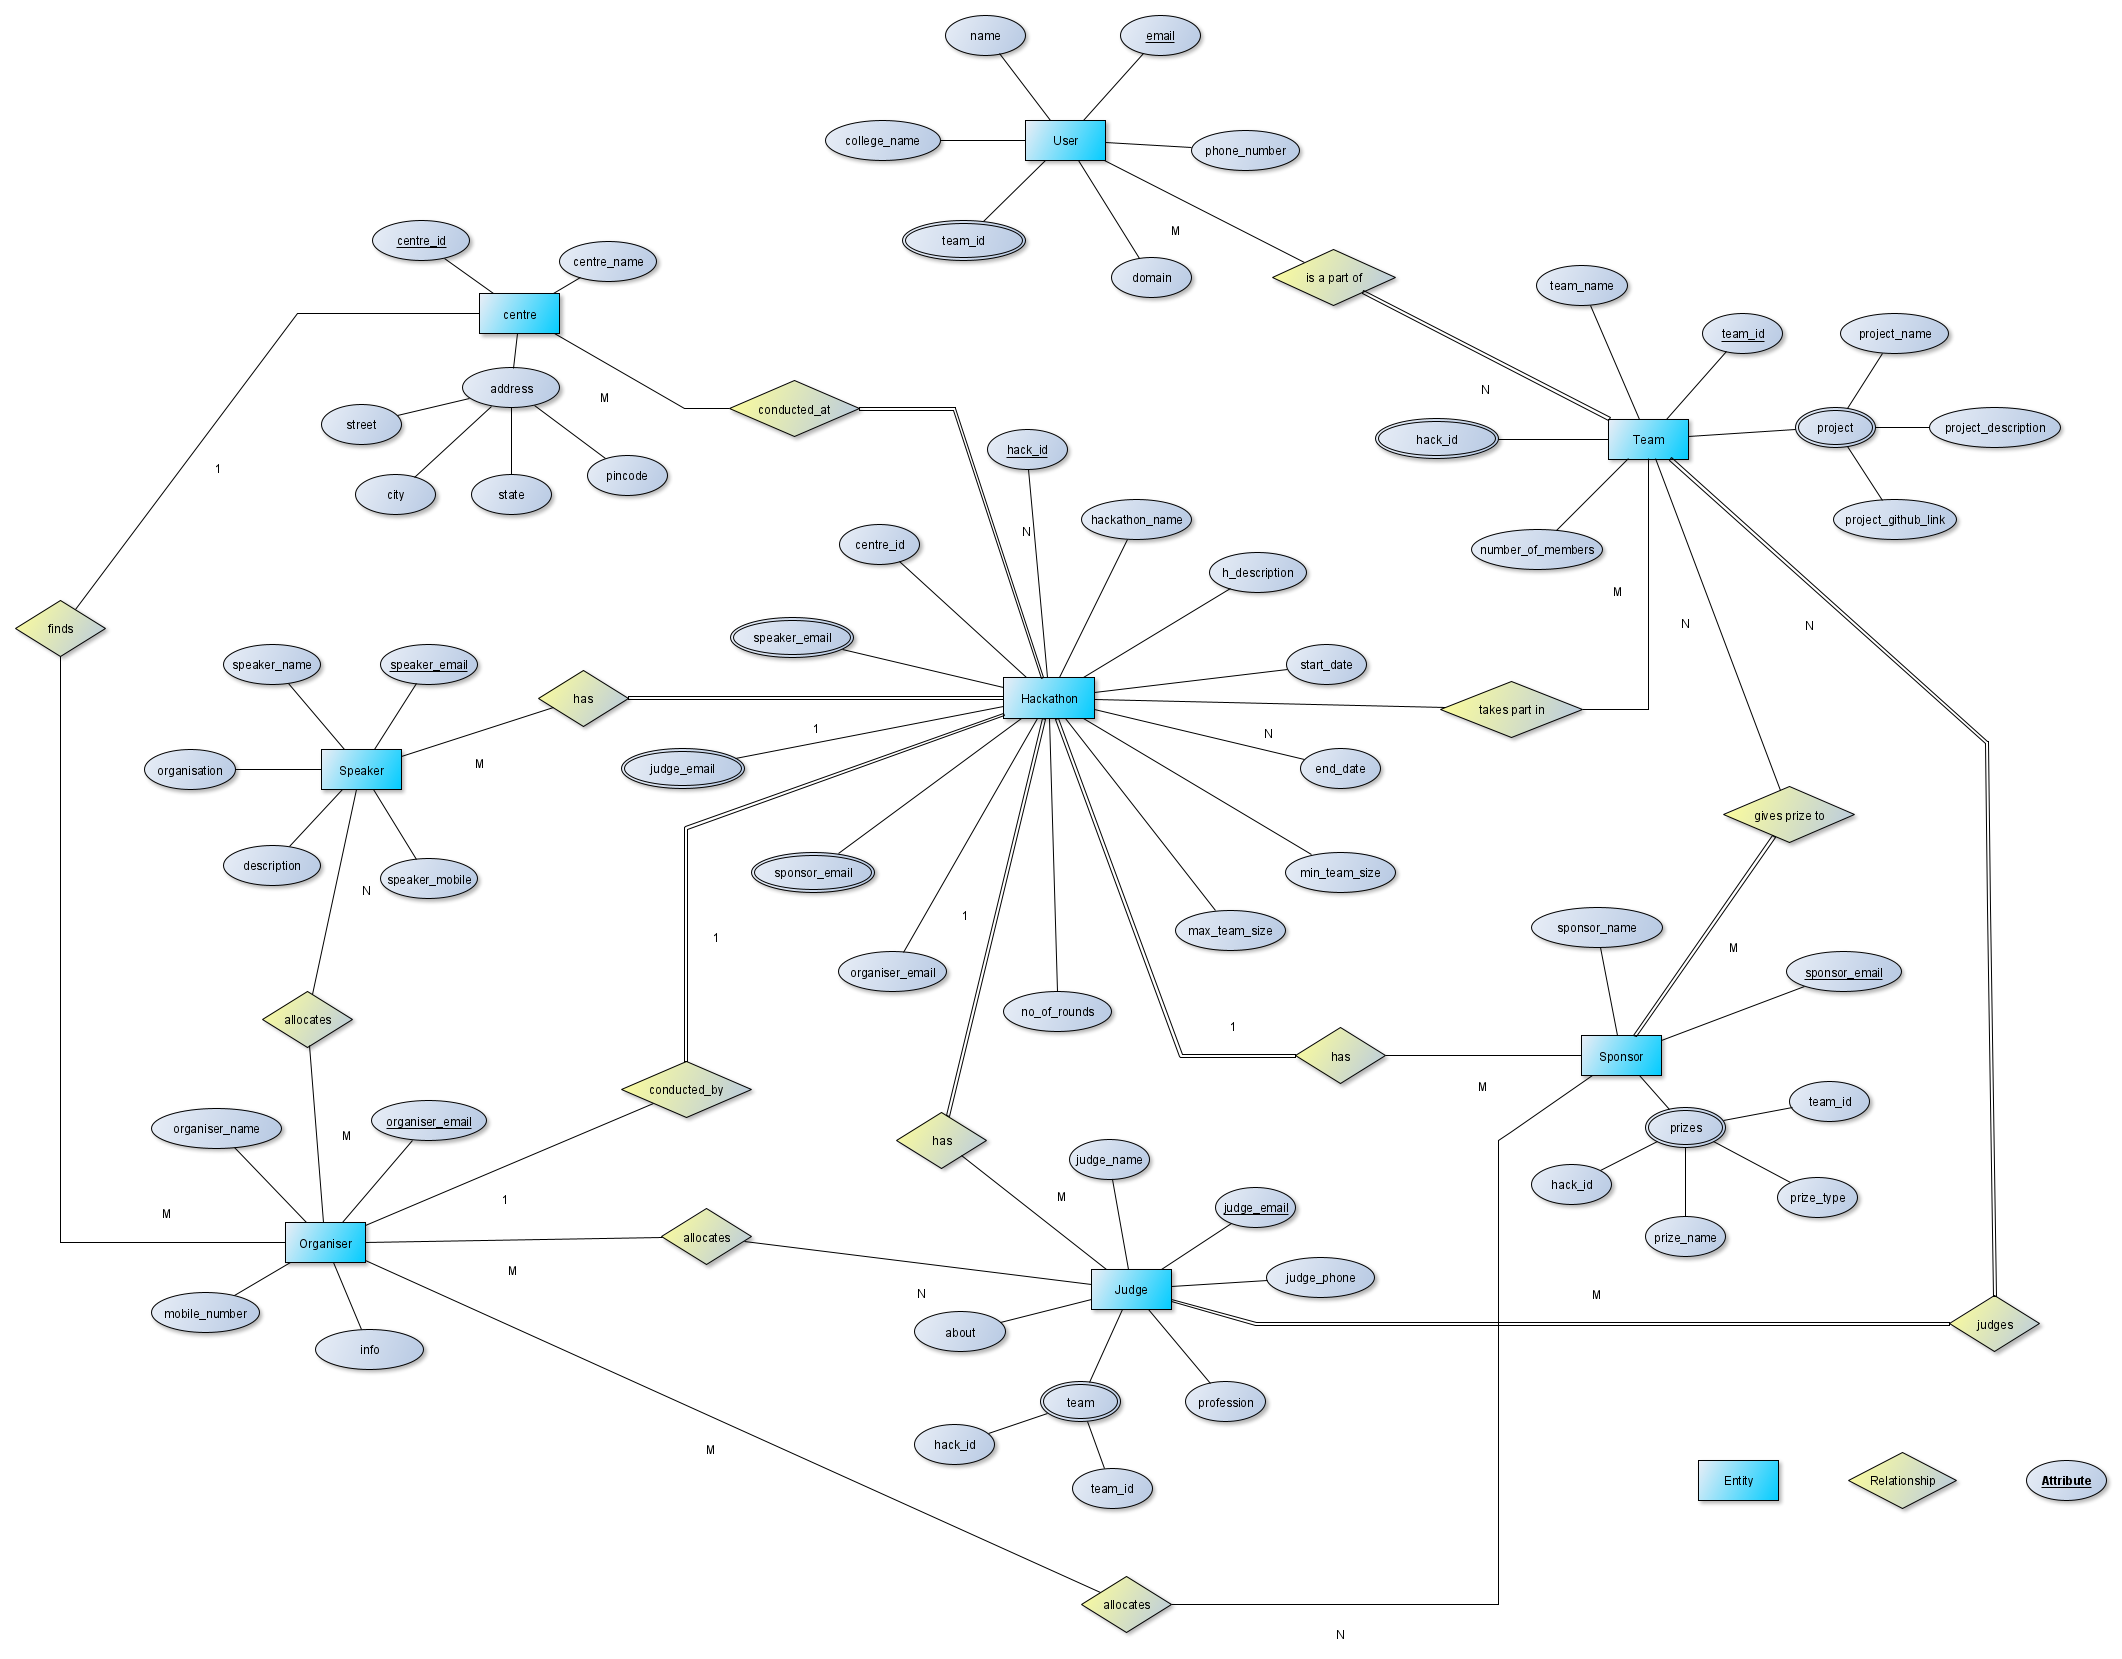 name
email
college_name
User
phone_number
team_id
domain
M
is a part of
centre_id
centre_name
centre
address
street
city
state
pincode
M
conducted_at
1
finds
team_name
team_id
project_name
project
project_description
project_github_link
N
hack_id
Team
number_of_members
M
N
N
hack_id
hackathon_name
N
centre_id
h_description
speaker_email
start_date
Hackathon
takes part in
1
N
judge_email
end_date
sponsor_email
min_team_size
max_team_size
organiser_email
1
no_of_rounds
1
speaker_name
speaker_email
has
organisation
Speaker
M
description
speaker_mobile
N
allocates
gives prize to
M
sponsor_name
sponsor_email
1
has
Sponsor
M
team_id
prizes
hack_id
prize_type
prize_name
conducted_by
M
organiser_name
organiser_email
has
judge_name
1
M
judge_email
M
Organiser
allocates
judge_phone
M
N
Judge
M
mobile_number
info
about
judges
team
profession
hack_id
team_id
M
allocates
N
Entity
Relationship
Attribute